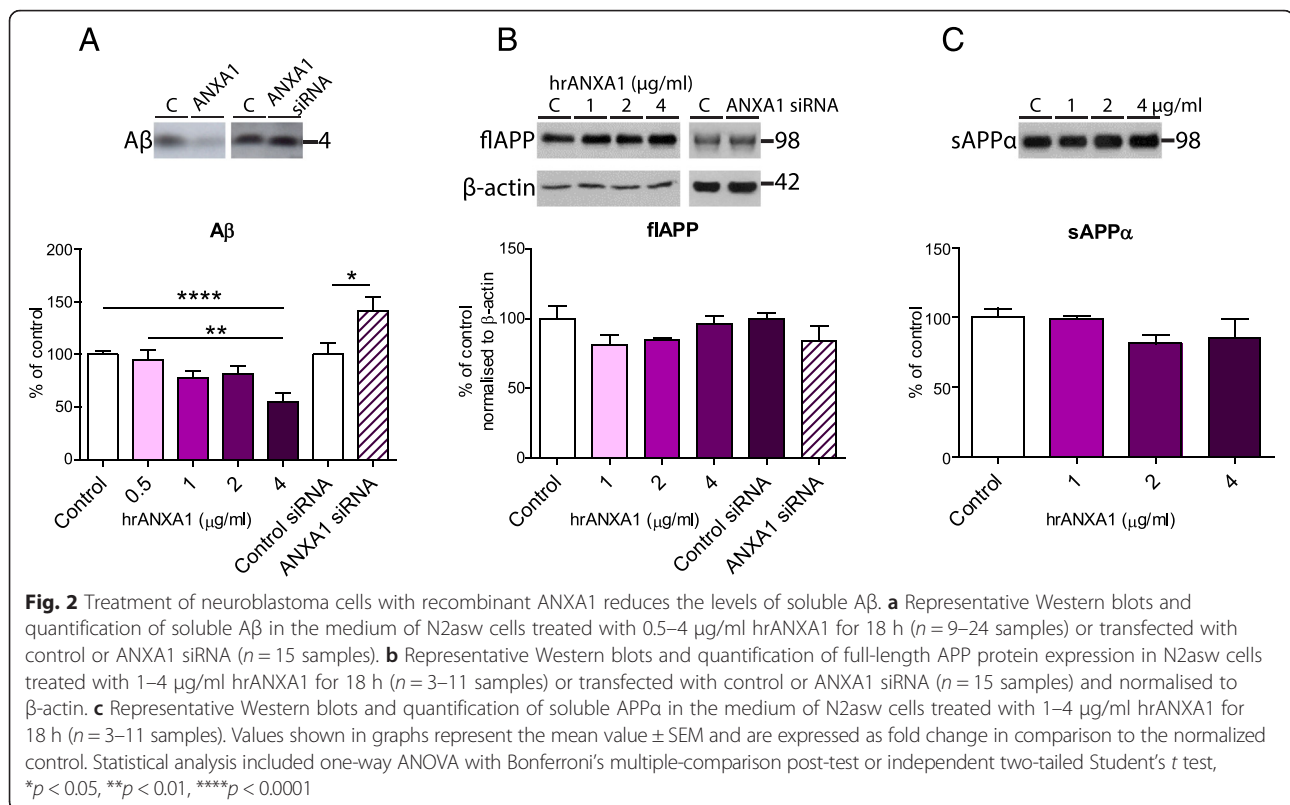 A
C
ANXA1
C
ANXA1 siRNA
Aβ
4
Aβ
200
150
100
50
0
% of control
****
**
*
Control
0.5
1
2
4
Control siRNA
ANXA1 siRNA
hrANXA1 (μg/ml)
B
hrANXA1 (μg/ml)
C 1 2 4
C ANXA1 siRNA
flAPP
98
β-actin
42
flAPP
150
100
50
0
% of control
normalised to β-actin
Control
1
2
4
Control siRNA
ANXA1 siRNA
hrANXA1 (μg/ml)
C
C 1 2 4 μg/ml
sAPPα
98
sAPPα
150
100
50
0
% of control
Control
1
2
4
hrANXA1 (μg/ml)
Fig. 2 Treatment of neuroblastoma cells with recombinant ANXA1 reduces the levels of soluble Aβ. a Representative Western blots and
quantification of soluble Aβ in the medium of N2asw cells treated with 0.5–4 μg/ml hrANXA1 for 18 h (n = 9–24 samples) or transfected with
control or ANXA1 siRNA (n = 15 samples). b Representative Western blots and quantification of full-length APP protein expression in N2asw cells
treated with 1–4 μg/ml hrANXA1 for 18 h (n = 3–11 samples) or transfected with control or ANXA1 siRNA (n = 15 samples) and normalised to
β-actin. c Representative Western blots and quantification of soluble APPα in the medium of N2asw cells treated with 1–4 μg/ml hrANXA1 for
18 h (n = 3–11 samples). Values shown in graphs represent the mean value ± SEM and are expressed as fold change in comparison to the normalized
control. Statistical analysis included one-way ANOVA with Bonferroni's multiple-comparison post-test or independent two-tailed Student's t test,
*p < 0.05, **p < 0.01, ****p < 0.0001